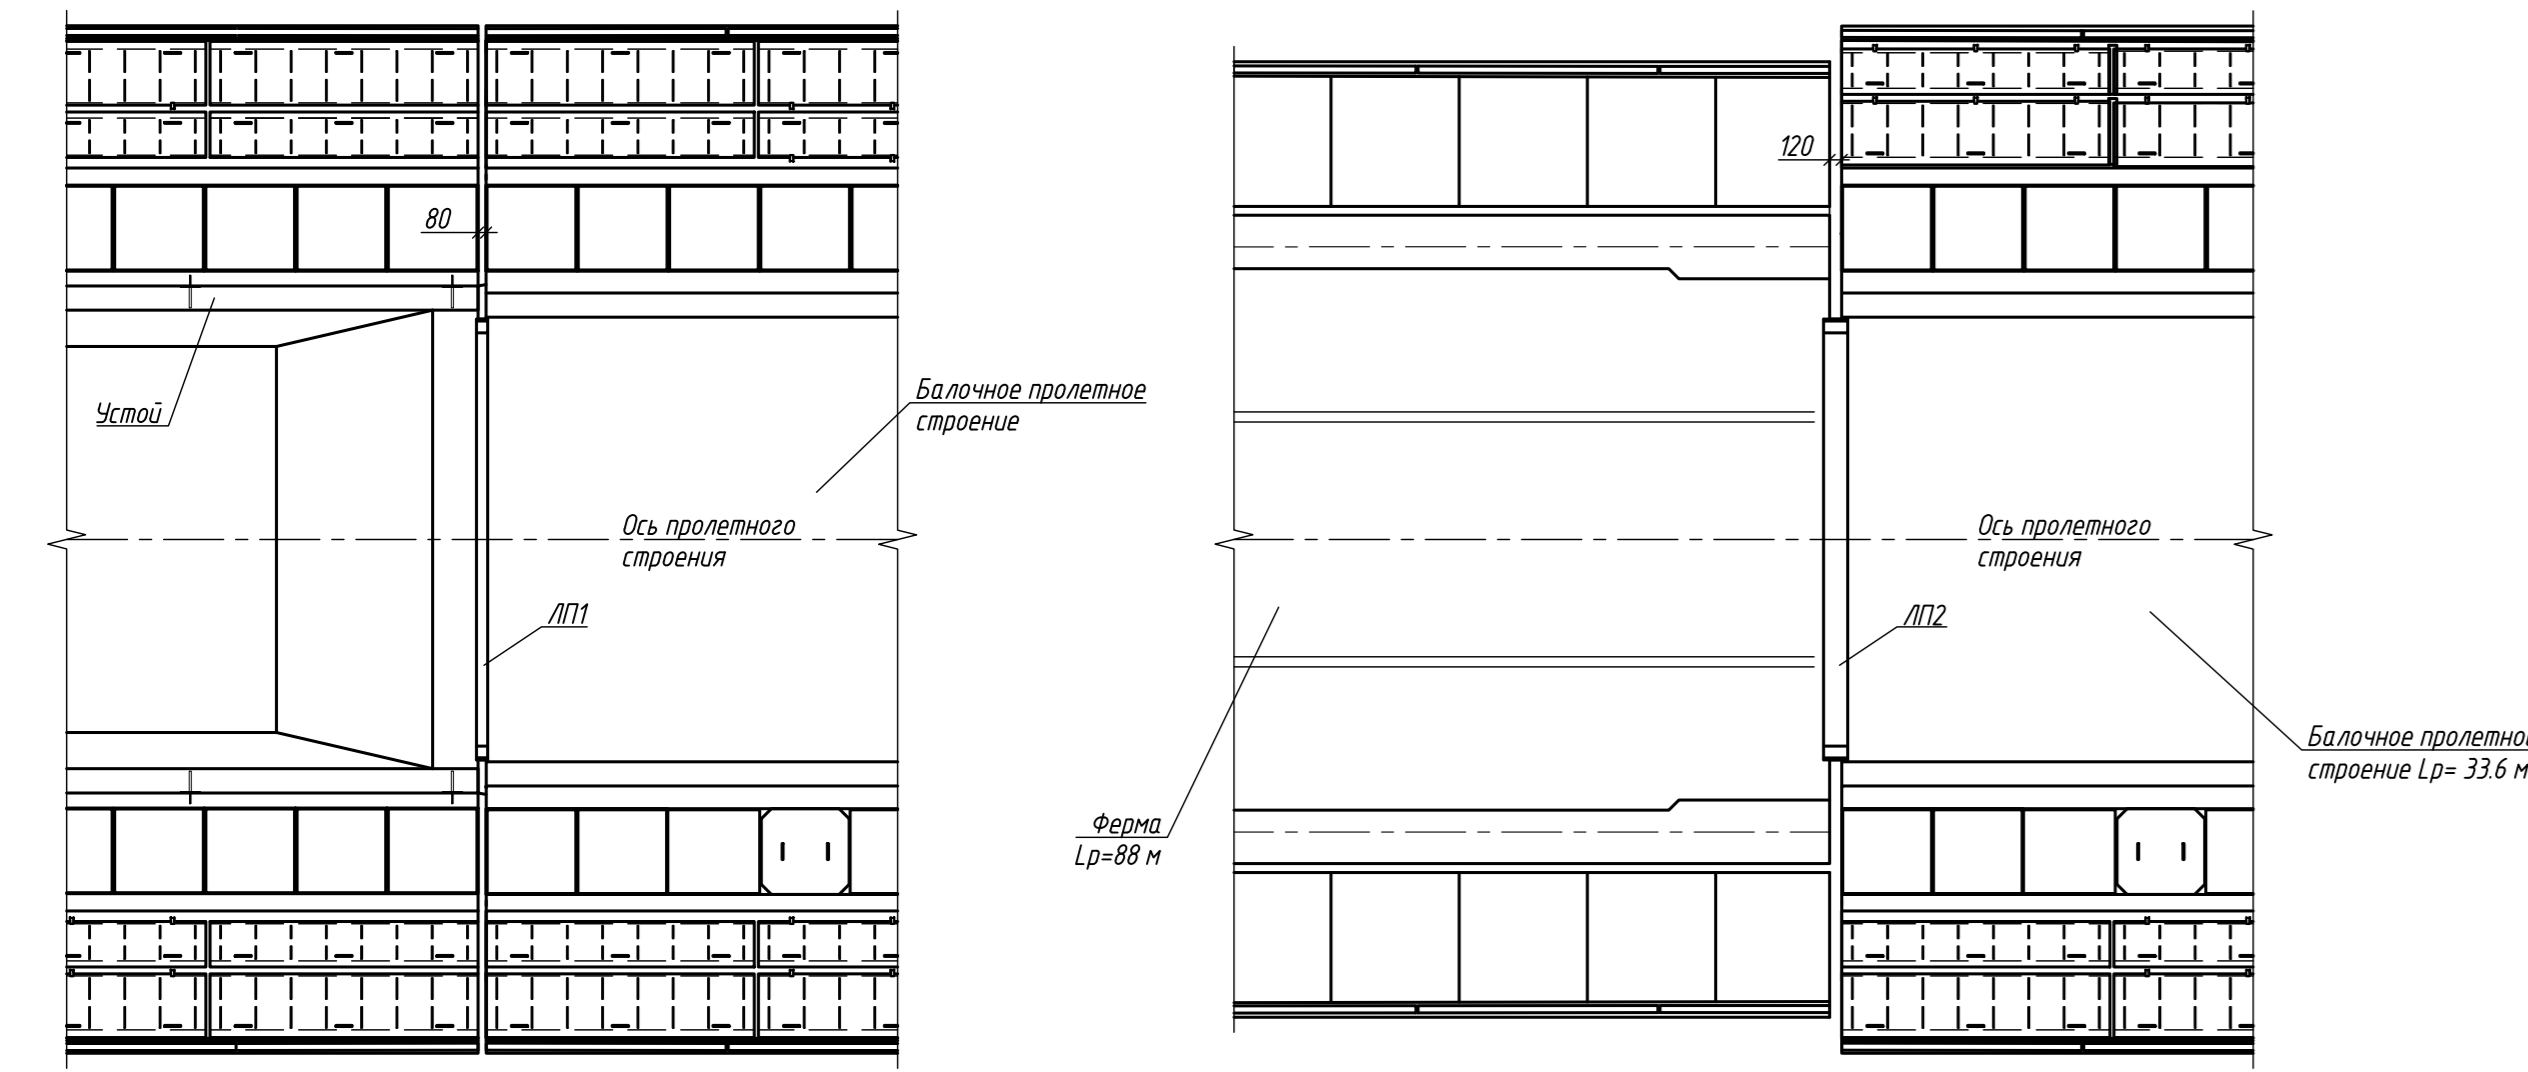 80
Устой
Балочное пролетное
строение
Ось пролетного
строения
ЛП1
120
Ось пролетного
строения
ЛП2
Ферма
Lр=88 м
Балочное
строение Lр= 33.6 м